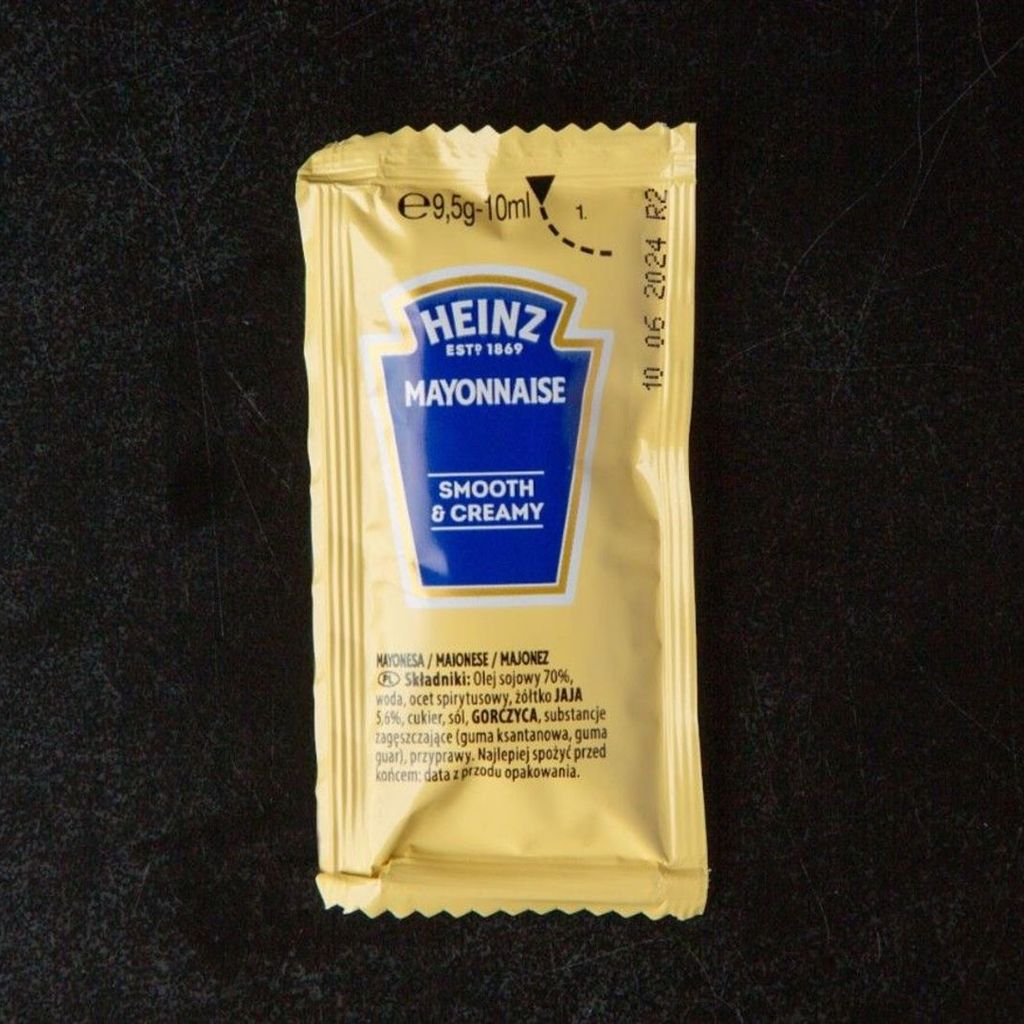 ℮9,5g-10ml
1.
10 06 2024 R2
HEINZ
ESTD 1869
MAYONNAISE
SMOOTH
& CREAMY
MAYONESA / MAIONESE / MAJONEZ
PL Składniki: Olej sojowy 70%,
woda, ocet spirytusowy, żółtko JAJA
5,6%, cukier, sól, GORCZYCA, substancje
zagęszczające (guma ksantanowa, guma
guar), przyprawy. Najlepiej spożyć przed
końcem: data z przodu opakowania.